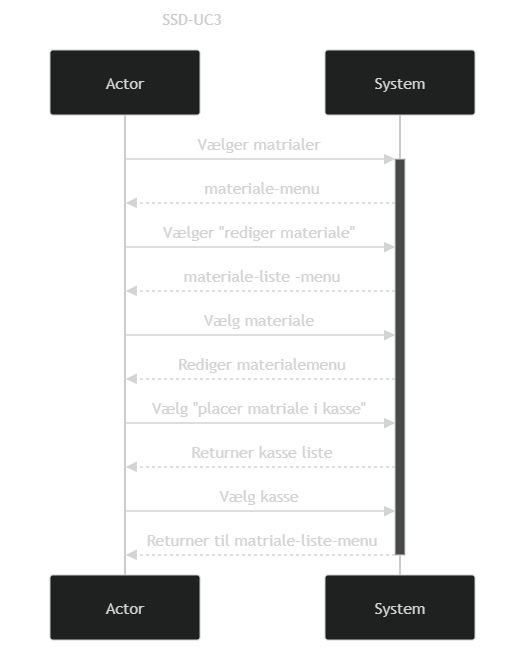 SSD-UC3
Actor
System
Vælger matrialer
materiale-menu
Vælger "rediger materiale"
materiale-liste -menu
Vælg materiale
Rediger materialemenu
Vælg "placer matriale i kasse"
Returner kasse liste
Vælg kasse
Returner til matriale-liste-menu
Actor
System